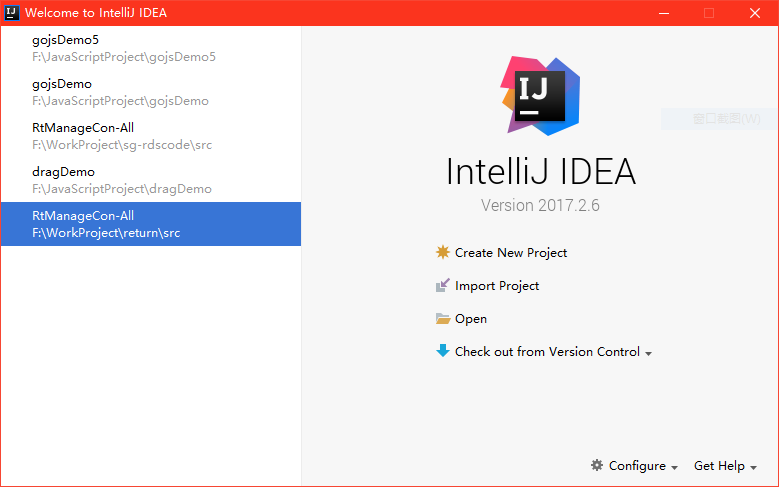 Welcome to IntelliJ IDEA
gojsDemo5
F:\JavaScriptProject\gojsDemo5
gojsDemo
F:\JavaScriptProject\gojsDemo
RtManageCon-All
F:\WorkProject\sg-rdscode\src
dragDemo
F:\JavaScriptProject\dragDemo
RtManageCon-All
F:\WorkProject\return\src
IJ
窗口截图(W)
IntelliJ IDEA
Version 2017.2.6
Create New Project
Import Project
Open
Check out from Version Control
Configure
Get Help